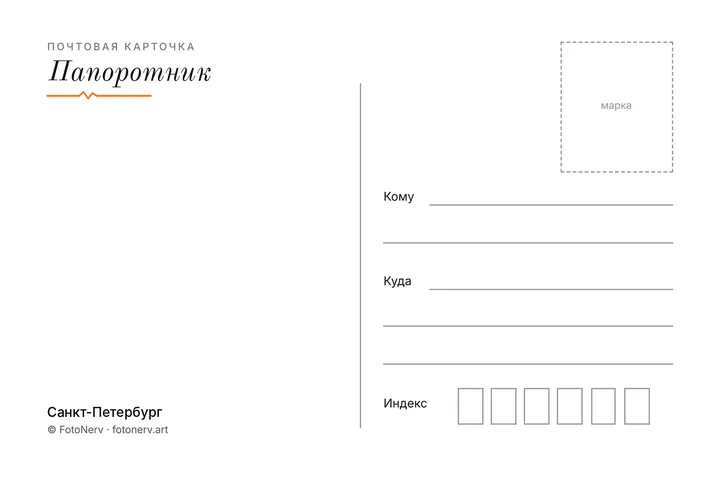 ПОЧТОВАЯ КАРТОЧКА
Папоротник
марка
Кому
Куда
Индекс
Санкт-Петербург
© FotoNerv · fotonerv.art